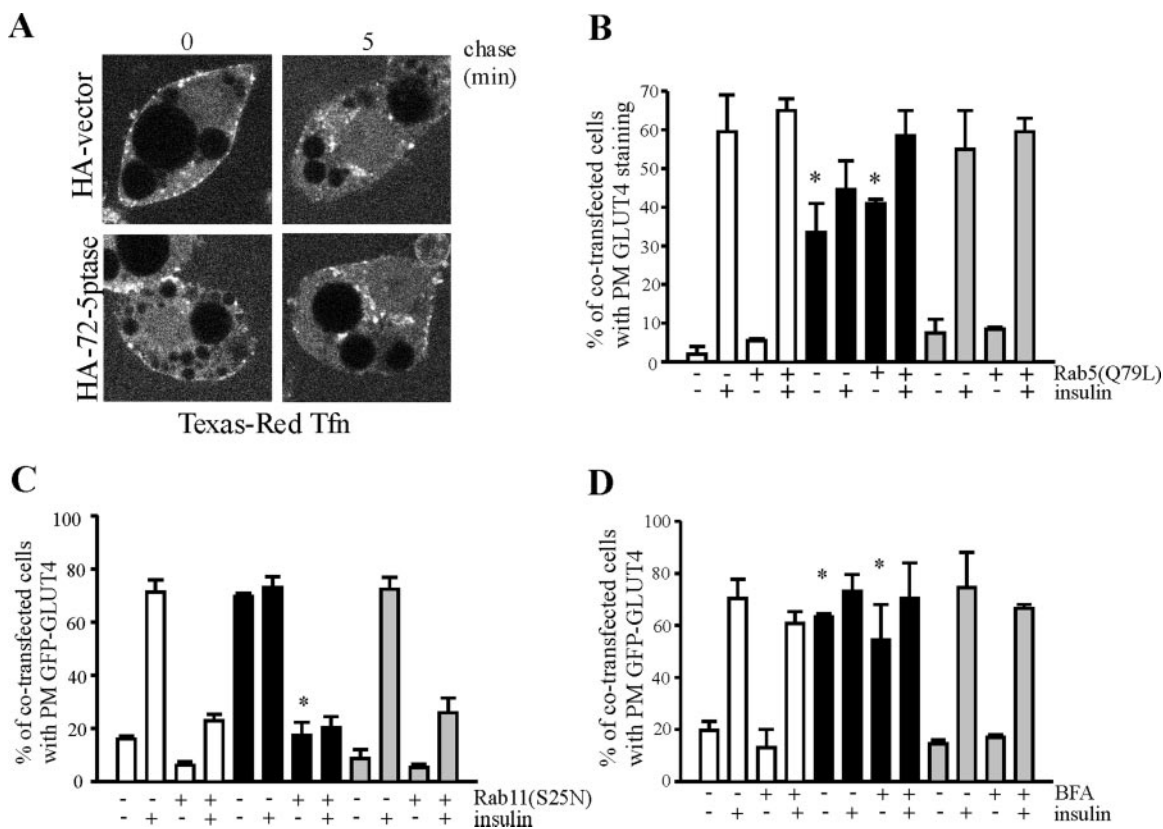 A
0 5 chase
(min)
HA-vector
HA-72-5ptase
Texas-Red Tfn
B
% of co-transfected cells
with PM GLUT4 staining
70
60
50
40
30
20
10
0
* *
- - + + - - + + - - + + Rab5(Q79L)
- + - + - + - + - + - + insulin
C
% of co-transfected cells
with PM GFP-GLUT4
100
80
60
40
20
0
*
- - + + - - + + - - + + Rab11(S25N)
- + - + - + - + - + - + insulin
D
% of co-transfected cells
with PM GFP-GLUT4
100
80
60
40
20
0
* *
- - + + - - + + - - + + BFA
- + - + - + - + - + - + insulin